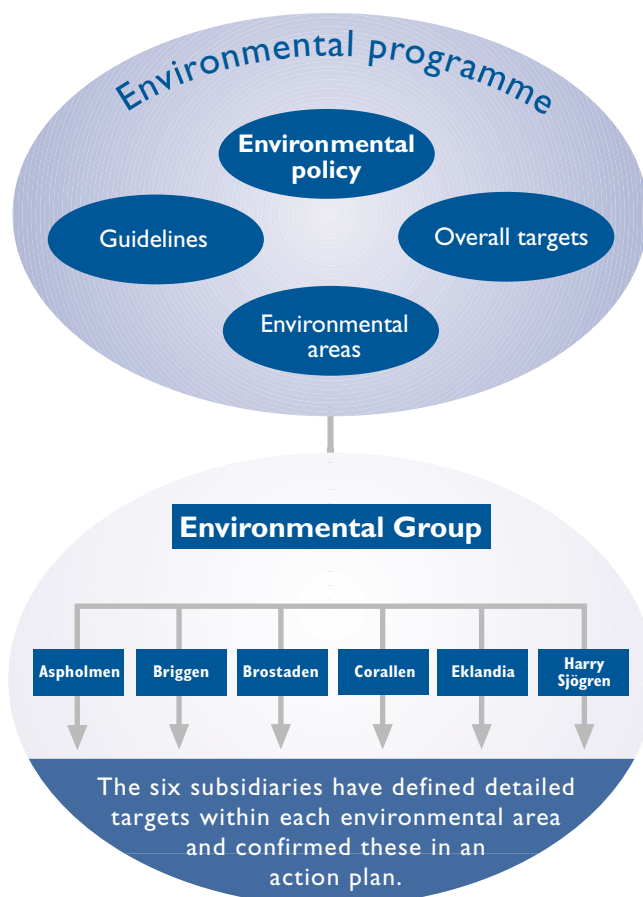 Environmental programme
Environmental
policy
Guidelines
Overall targets
Environmental
areas
Environmental Group
Aspholmen
Briggen
Brostaden
Corallen
Eklandia
Harry
Sjögren
The six subsidiaries have defined detailed
targets within each environmental area
and confirmed these in an
action plan.